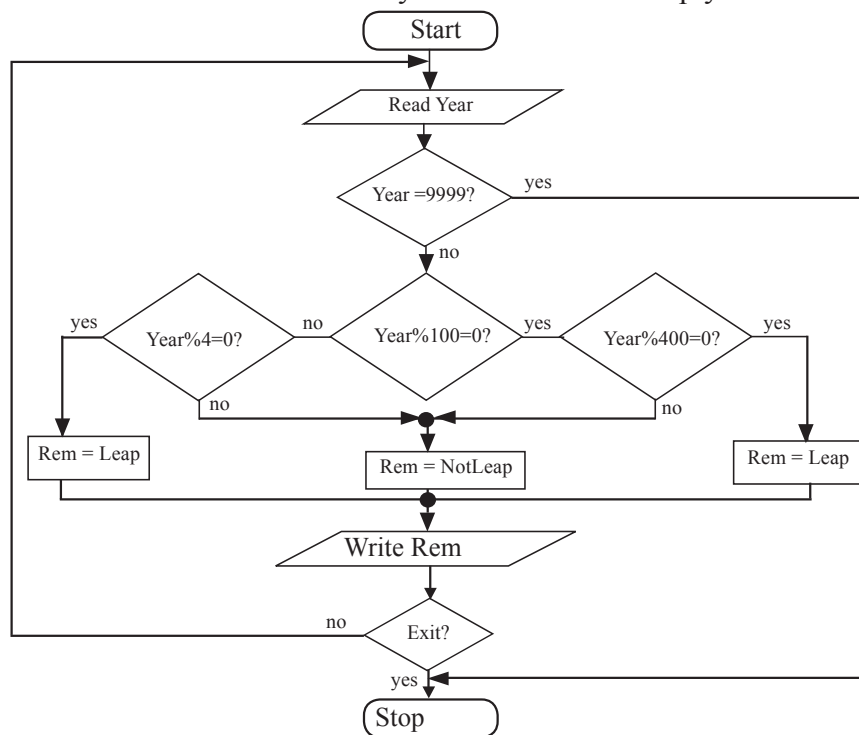 Start
Read Year
Year =9999?
yes
no
yes
Year%4=0?
no
Year%100=0?
yes
Year%400=0?
yes
no
no
Rem = Leap
Rem = NotLeap
Rem = Leap
Write Rem
no
Exit?
yes
Stop